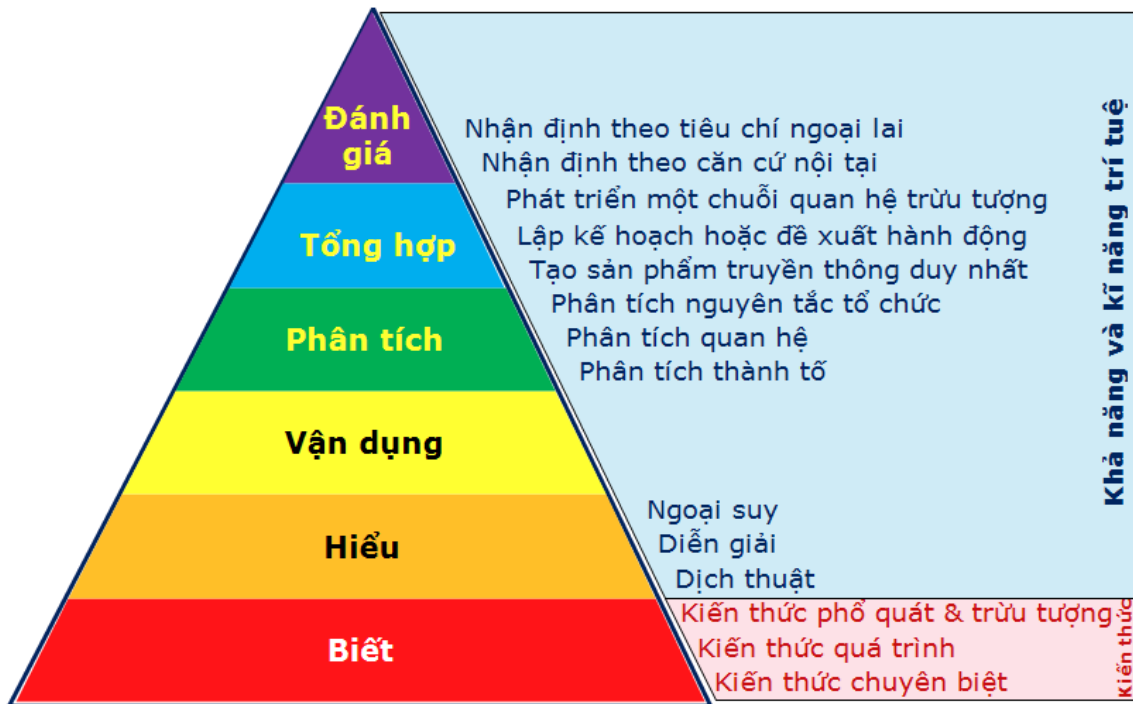 Đánh
giá
Nhận định theo tiêu chí ngoại lai
Nhận định theo căn cứ nội tại
Phát triển một chuỗi quan hệ trừu tượng
Tổng hợp
Lập kế hoạch hoặc đề xuất hành động
Tạo sản phẩm truyền thông duy nhất
Phân tích nguyên tắc tổ chức
Phân tích
Phân tích quan hệ
Phân tích thành tố
Vận dụng
Ngoại suy
Hiểu
Diễn giải
Dịch thuật
Kiến thức phổ quát & trừu tượng
Biết
Kiến thức quá trình
Kiến thức chuyên biệt
Khả năng và kĩ năng trí tuệ
Kiến thức